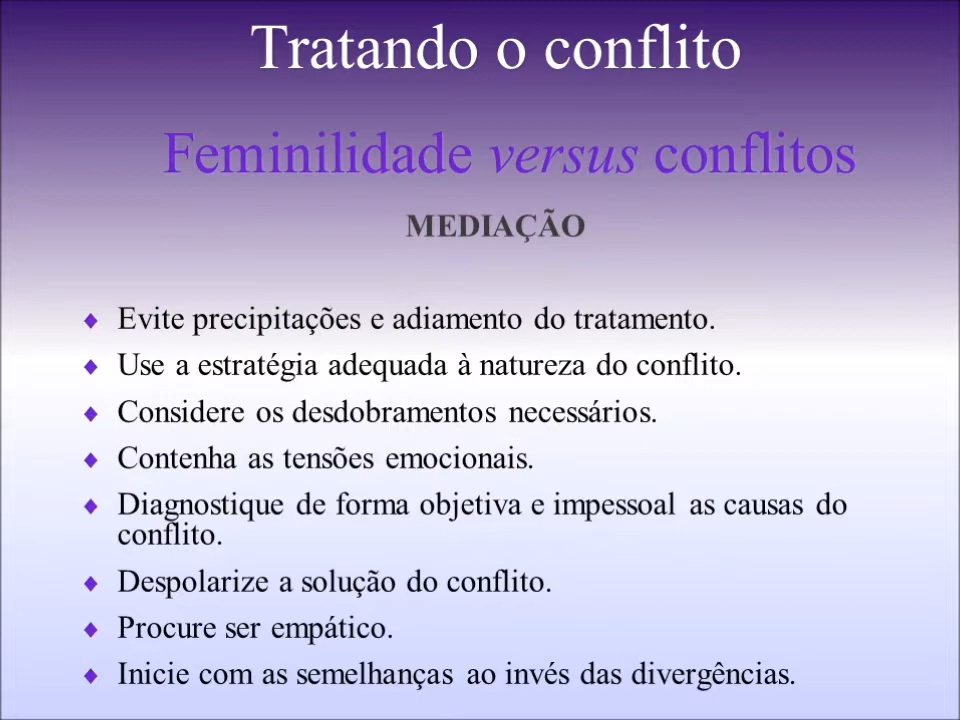 Tratando o conflito
Feminilidade versus conflitos
MEDIAÇÃO
♦ Evite precipitações e adiamento do tratamento.
♦ Use a estratégia adequada à natureza do conflito.
♦ Considere os desdobramentos necessários.
♦ Contenha as tensões emocionais.
♦ Diagnostique de forma objetiva e impessoal as causas do
conflito.
♦ Despolarize a solução do conflito.
♦ Procure ser empático.
♦ Inicie com as semelhanças ao invés das divergências.